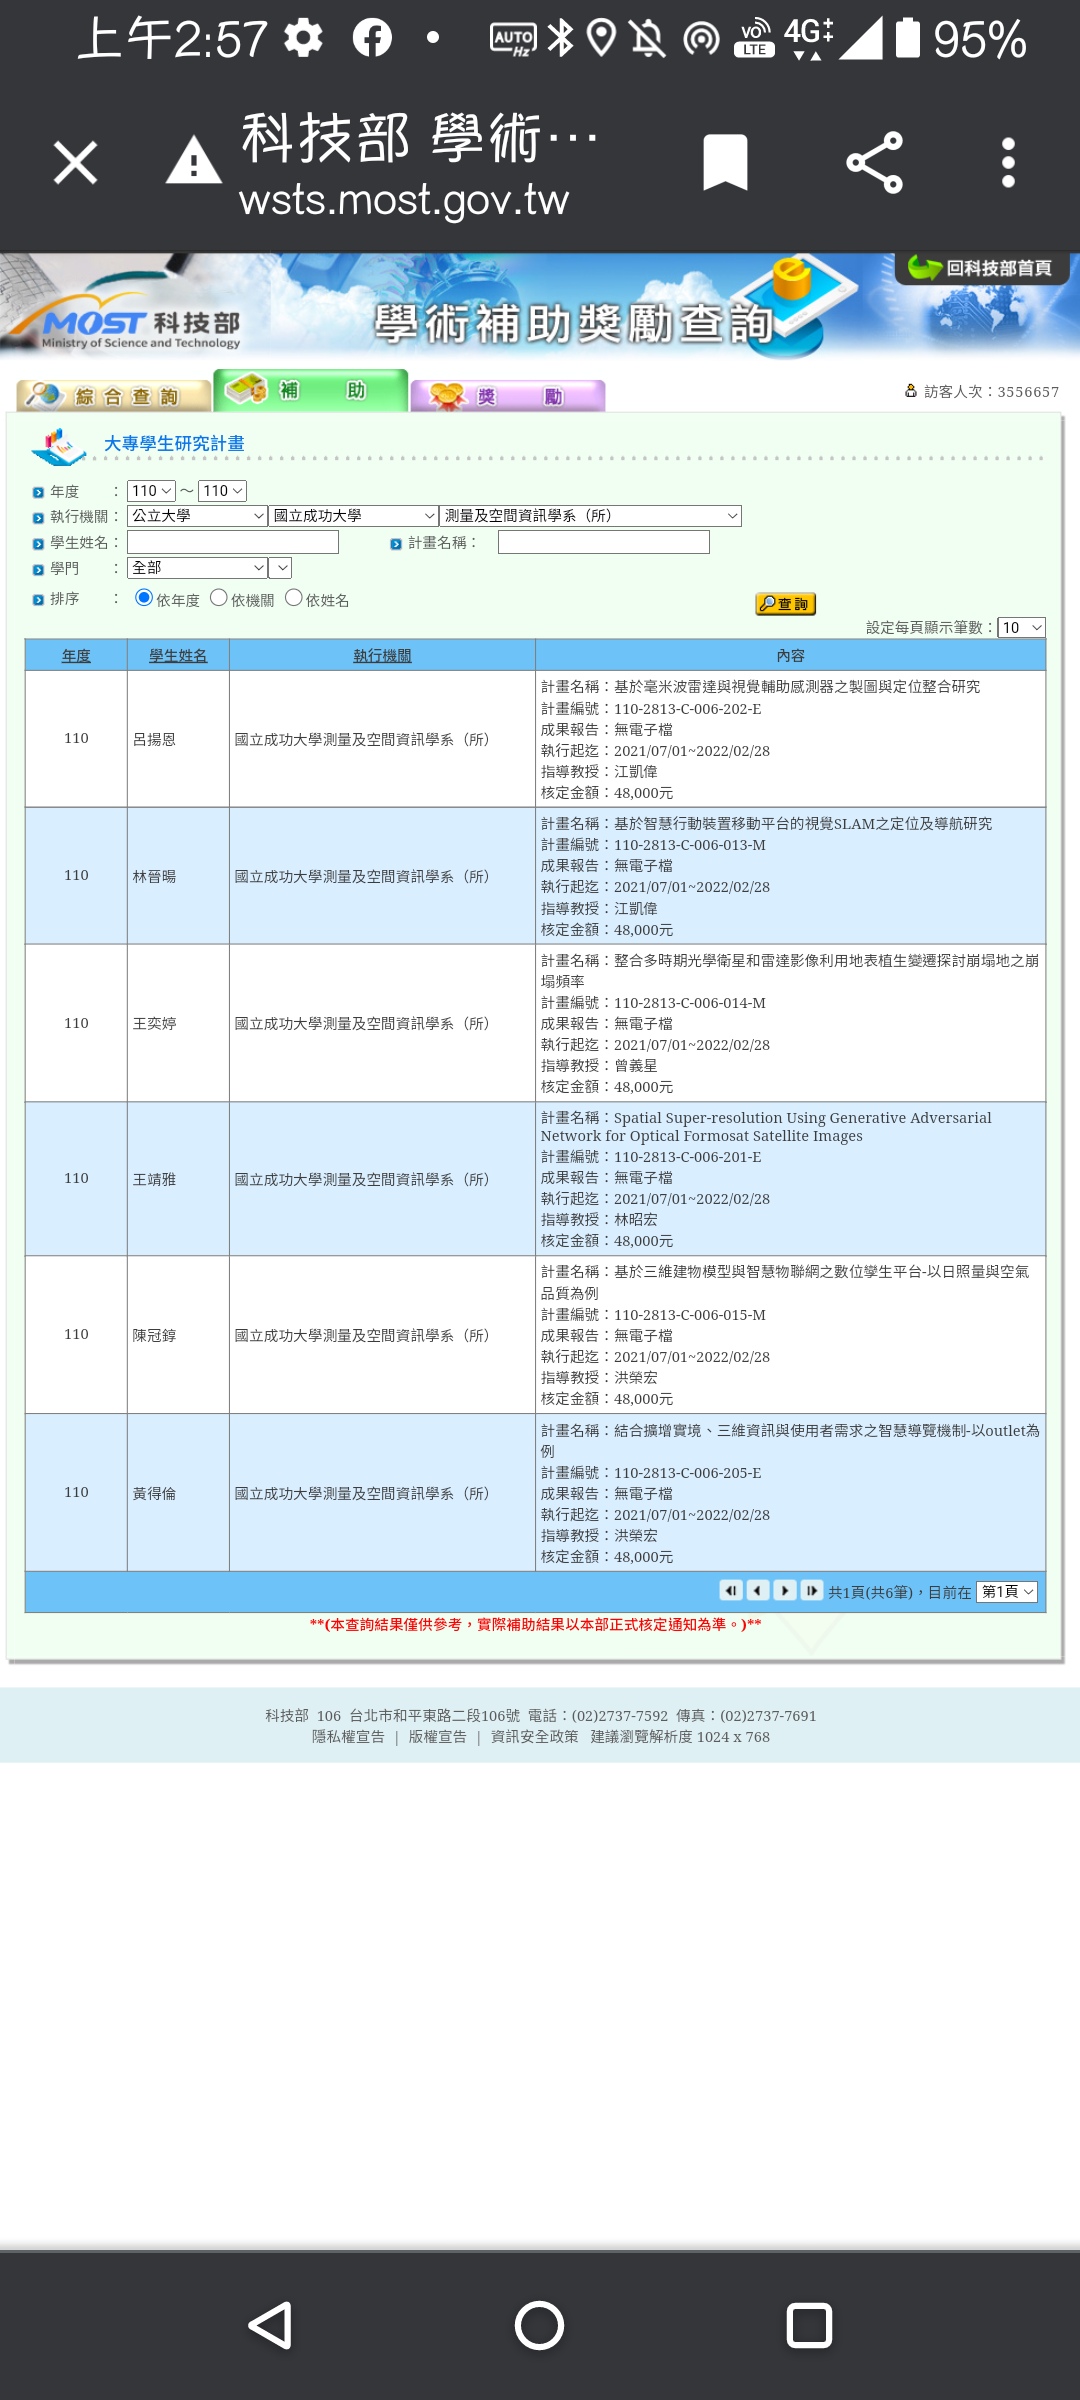 上午2:57 AUTO Hz VO LTE 4G 95%
科技部 學術…
wsts.most.gov.tw
回科技部首頁
MOST 科技部
Ministry of Science and Technology
學術補助獎勵查詢
綜合查詢 補 助 獎 勵 訪客人次：3556657
大專學生研究計畫
年度 ： 110 ～ 110
執行機關： 公立大學 國立成功大學 測量及空間資訊學系（所）
學生姓名： 計畫名稱：
學門 ： 全部
排序 ： 依年度 依機關 依姓名 查詢
設定每頁顯示筆數：10
年度 學生姓名 執行機關 內容
110 呂揚恩 國立成功大學測量及空間資訊學系（所）
計畫名稱：基於毫米波雷達與視覺輔助感測器之製圖與定位整合研究
計畫編號：110-2813-C-006-202-E
成果報告：無電子檔
執行起迄：2021/07/01~2022/02/28
指導教授：江凱偉
核定金額：48,000元
110 林晉暘 國立成功大學測量及空間資訊學系（所）
計畫名稱：基於智慧行動裝置移動平台的視覺SLAM之定位及導航研究
計畫編號：110-2813-C-006-013-M
成果報告：無電子檔
執行起迄：2021/07/01~2022/02/28
指導教授：江凱偉
核定金額：48,000元
110 王奕婷 國立成功大學測量及空間資訊學系（所）
計畫名稱：整合多時期光學衛星和雷達影像利用地表植生變遷探討崩塌地之崩
塌頻率
計畫編號：110-2813-C-006-014-M
成果報告：無電子檔
執行起迄：2021/07/01~2022/02/28
指導教授：曾義星
核定金額：48,000元
110 王靖雅 國立成功大學測量及空間資訊學系（所）
計畫名稱：Spatial Super-resolution Using Generative Adversarial
Network for Optical Formosat Satellite Images
計畫編號：110-2813-C-006-201-E
成果報告：無電子檔
執行起迄：2021/07/01~2022/02/28
指導教授：林昭宏
核定金額：48,000元
110 陳冠錞 國立成功大學測量及空間資訊學系（所）
計畫名稱：基於三維建物模型與智慧物聯網之數位孿生平台-以日照量與空氣
品質為例
計畫編號：110-2813-C-006-015-M
成果報告：無電子檔
執行起迄：2021/07/01~2022/02/28
指導教授：洪榮宏
核定金額：48,000元
110 黃得倫 國立成功大學測量及空間資訊學系（所）
計畫名稱：結合擴增實境、三維資訊與使用者需求之智慧導覽機制-以outlet為
例
計畫編號：110-2813-C-006-205-E
成果報告：無電子檔
執行起迄：2021/07/01~2022/02/28
指導教授：洪榮宏
核定金額：48,000元
共1頁(共6筆)，目前在 第1頁
**(本查詢結果僅供參考，實際補助結果以本部正式核定通知為準。)**
科技部 106 台北市和平東路二段106號 電話：(02)2737-7592 傳真：(02)2737-7691
隱私權宣告 | 版權宣告 | 資訊安全政策 建議瀏覽解析度 1024 x 768